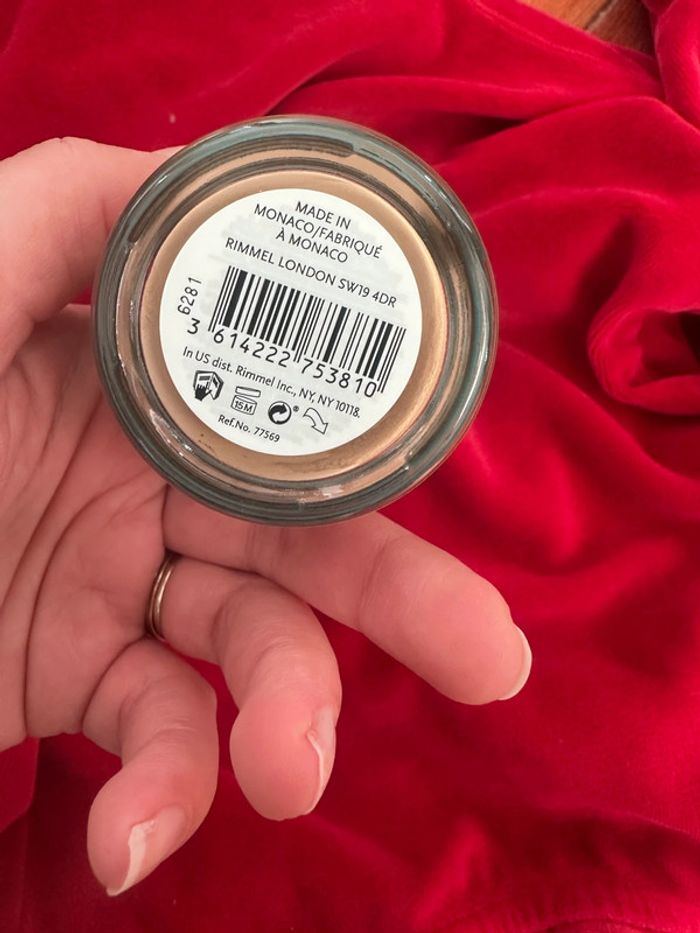 MADE IN
MONACO/FABRIQUÉ
À MONACO
RIMMEL LONDON SW19 4DR
6281
3 614222 753810
In US dist. Rimmel Inc., NY, NY 10118.
15M
®
Ref.No. 77569